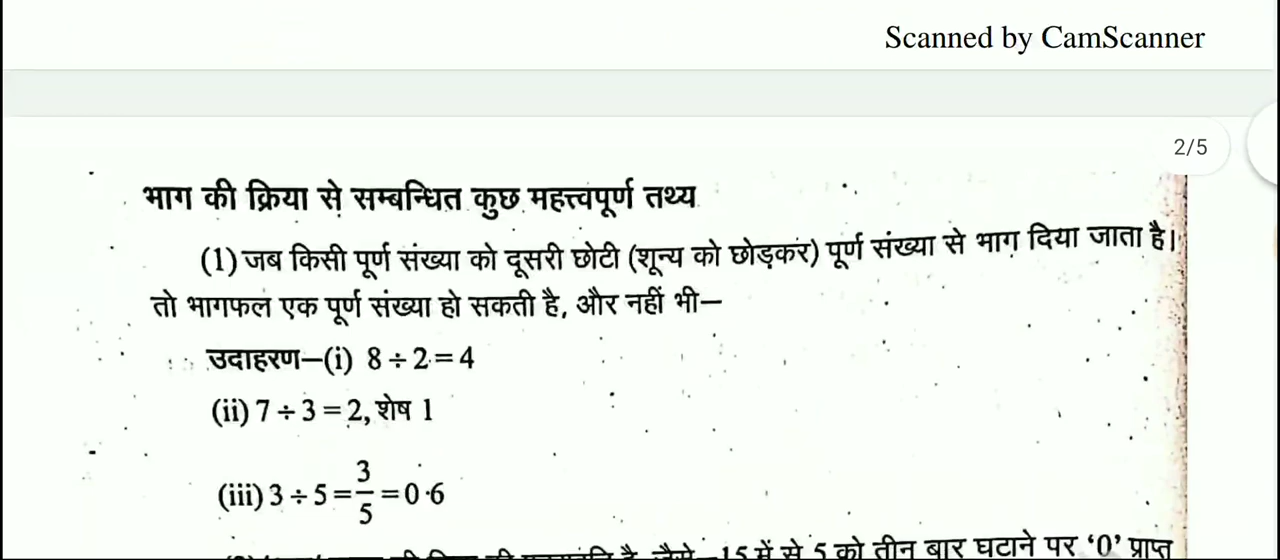 Scanned by CamScanner
2/5
भाग की क्रिया से सम्बन्धित कुछ महत्त्वपूर्ण तथ्य
(1) जब किसी पूर्ण संख्या को दूसरी छोटी (शून्य को छोड़कर) पूर्ण संख्या से भाग दिया जाता है।
तो भागफल एक पूर्ण संख्या हो सकती है, और नहीं भी—
उदाहरण—(i) 8 ÷ 2 = 4
(ii) 7 ÷ 3 = 2, शेष 1
(iii) 3 ÷ 5 = 3/5 = 0·6
है, जैसे—15 में से 5 को तीन बार घटाने पर ‘0’ प्राप्त